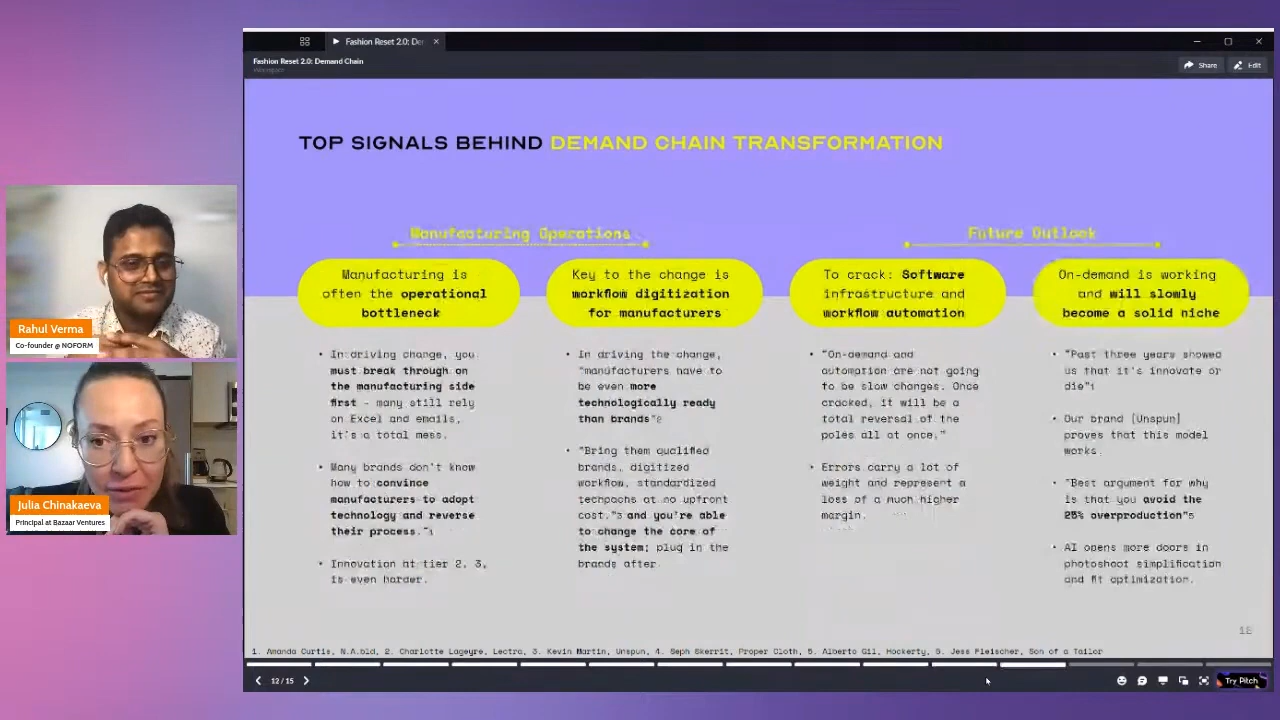 Fashion Reset 2.0: Der
Fashion Reset 2.0: Demand Chain
Share
Edit
TOP SIGNALS BEHIND DEMAND CHAIN TRANSFORMATION
Manufacturing Operations
Manufacturing is
often the operational
bottleneck
• In driving change, you
must break through on
the manufacturing side
first - many still rely
on Excel and emails,
it's a total mess.
• Many brands don't know
how to convince
manufacturers to adopt
technology and reverse
their process."1
• Innovation at tier 2, 3,
is even harder.
Key to the change is
workflow digitization
for manufacturers
• In driving the change,
"manufacturers have to
be even more
technologically ready
than brands"2
• "Bring them qualified
brands, digitized
workflow, standardized
techpacks at no upfront
cost."3 and you're able
to change the core of
the system; plug in the
brands after.
Future Outlook
To crack: Software
infrastructure and
workflow automation
• "On-demand and
automation are not going
to be slow changes. Once
cracked, it will be a
total reversal of the
poles all at once."
• Errors carry a lot of
weight and represent a
loss of a much higher
margin.
On-demand is working
and will slowly
become a solid niche
• "Past three years showed
us that it's innovate or
die"1
• Our brand (Unspun)
proves that this model
works.
• "Best argument for why
is that you avoid the
25% overproduction"5
• AI opens more doors in
photoshoot simplification
and fit optimization.
1. Amanda Curtis, N.A.bld, 2. Charlotte Lageyre, Lectra, 3. Kevin Martin, Unspun, 4. Seph Skerrit, Proper Cloth, 5. Alberto Gil, Hockerty, 6. Jess Fleischer, Son of a Tailor
12 / 15
Try Pitch
Rahul Verma
Co-founder @ NOFORM
Julia Chinakaeva
Principal at Bazaar Ventures